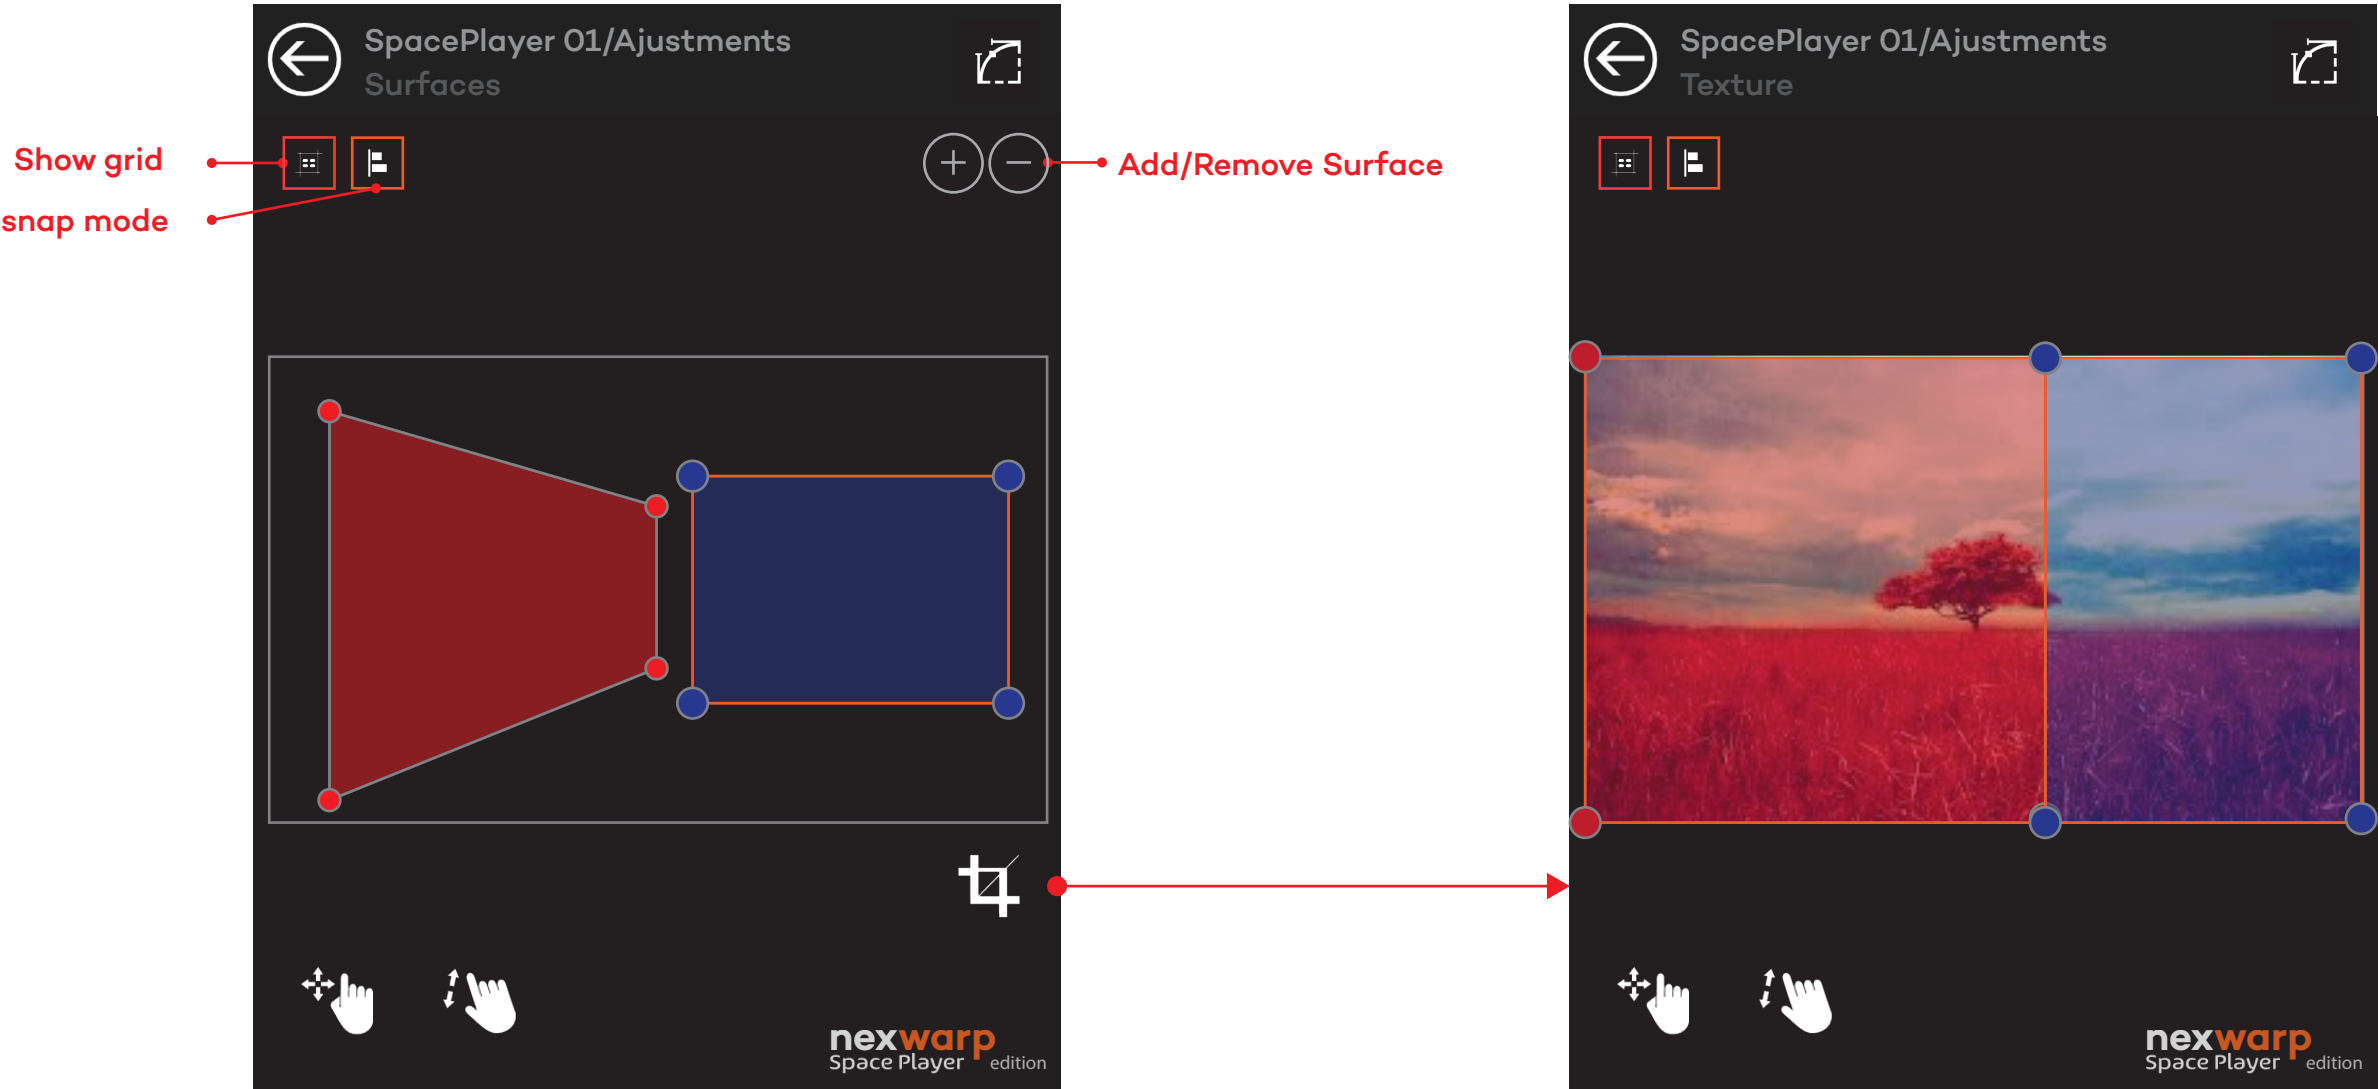 SpacePlayer 01/Ajustments
Surfaces
Show grid
snap mode
Add/Remove Surface
nexwarp
Space Player edition
SpacePlayer 01/Ajustments
Texture
nexwarp
Space Player edition